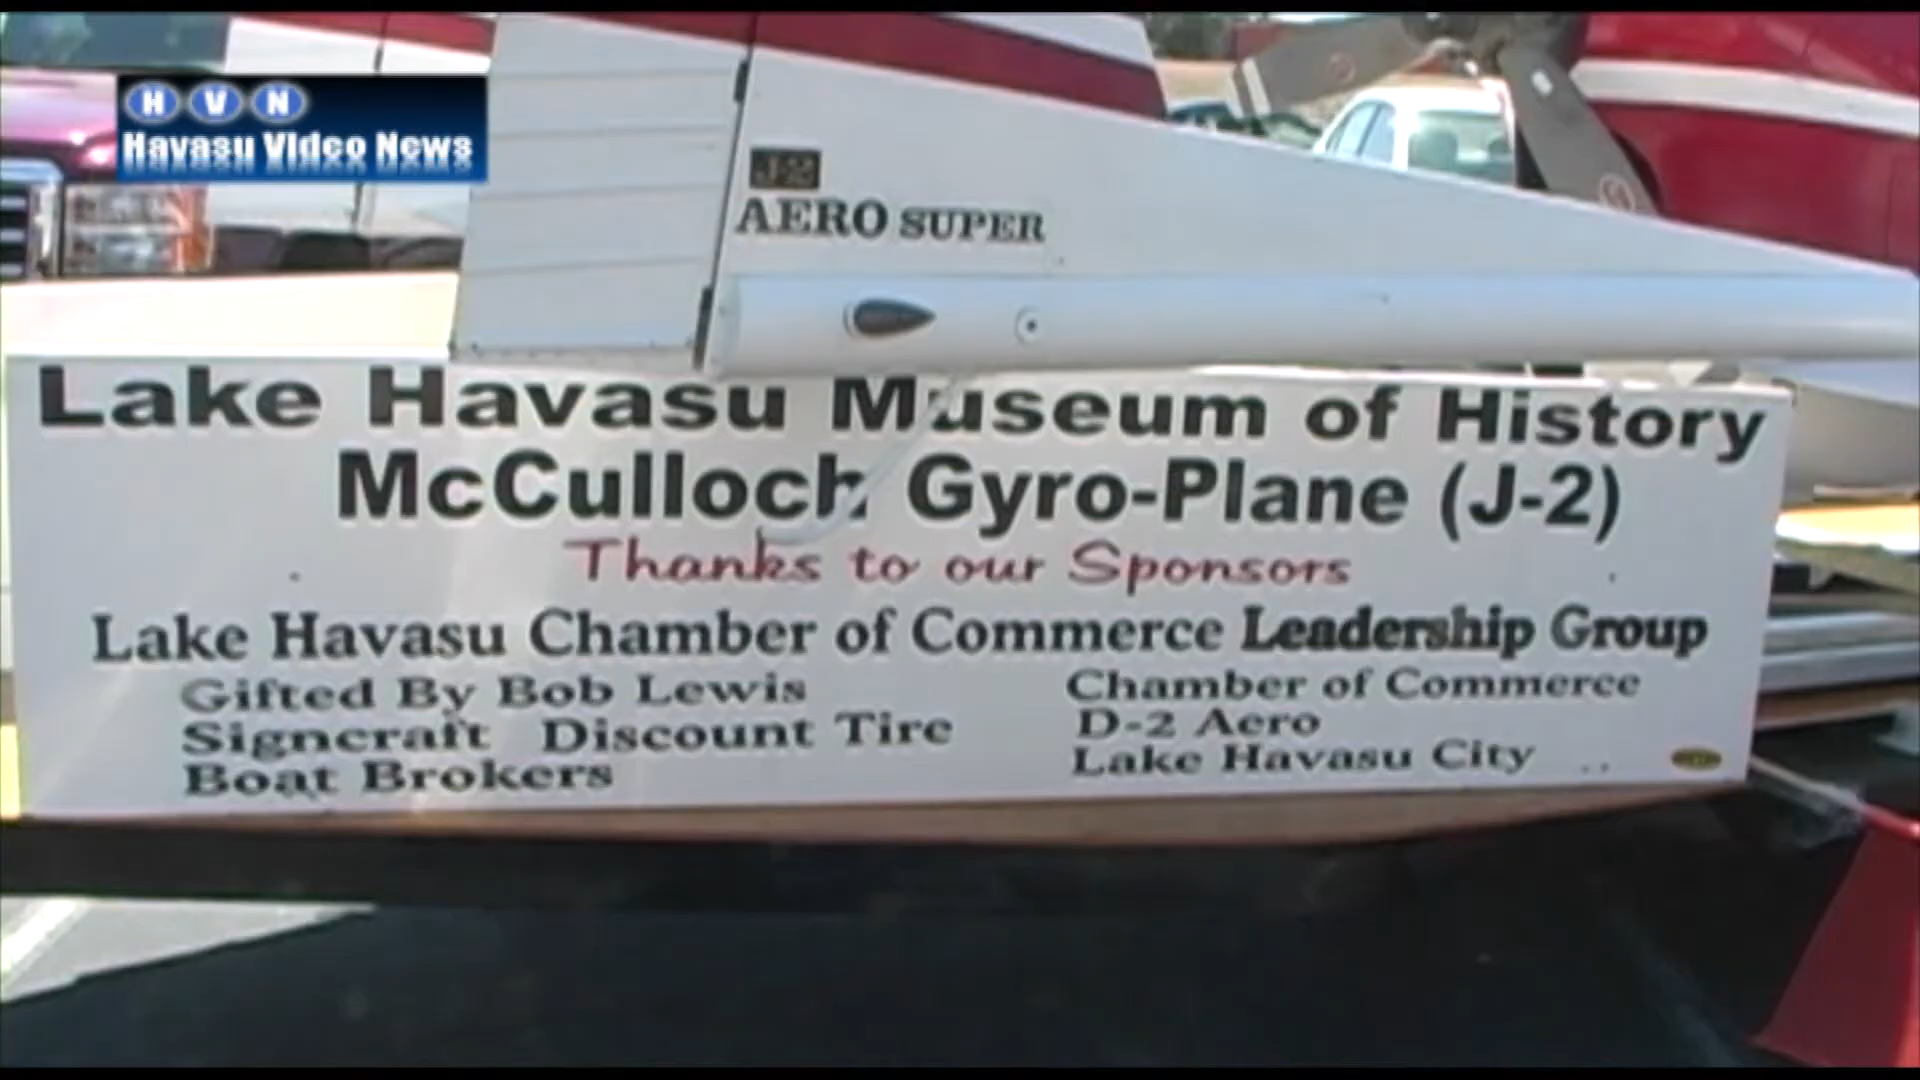 H V N
Havasu Video News
J-2
AERO SUPER
Lake Havasu Museum of History
McCulloch Gyro-Plane (J-2)
Thanks to our Sponsors
Lake Havasu Chamber of Commerce Leadership Group
Gifted By Bob Lewis
Signcraft Discount Tire
Boat Brokers
Chamber of Commerce
D-2 Aero
Lake Havasu City